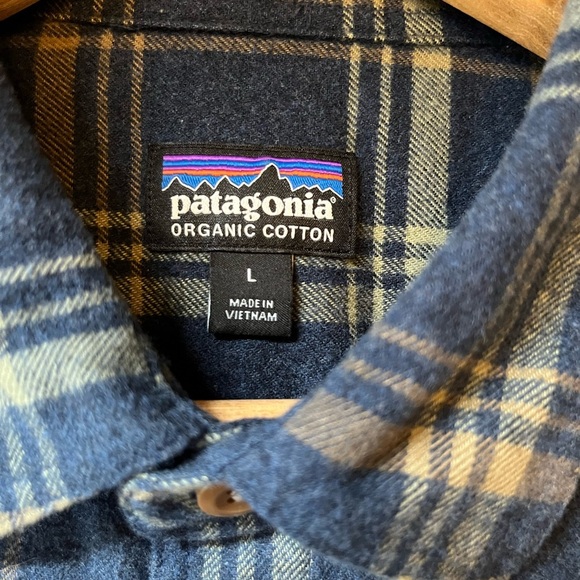 patagonia®
ORGANIC COTTON
L
MADE IN
VIETNAM